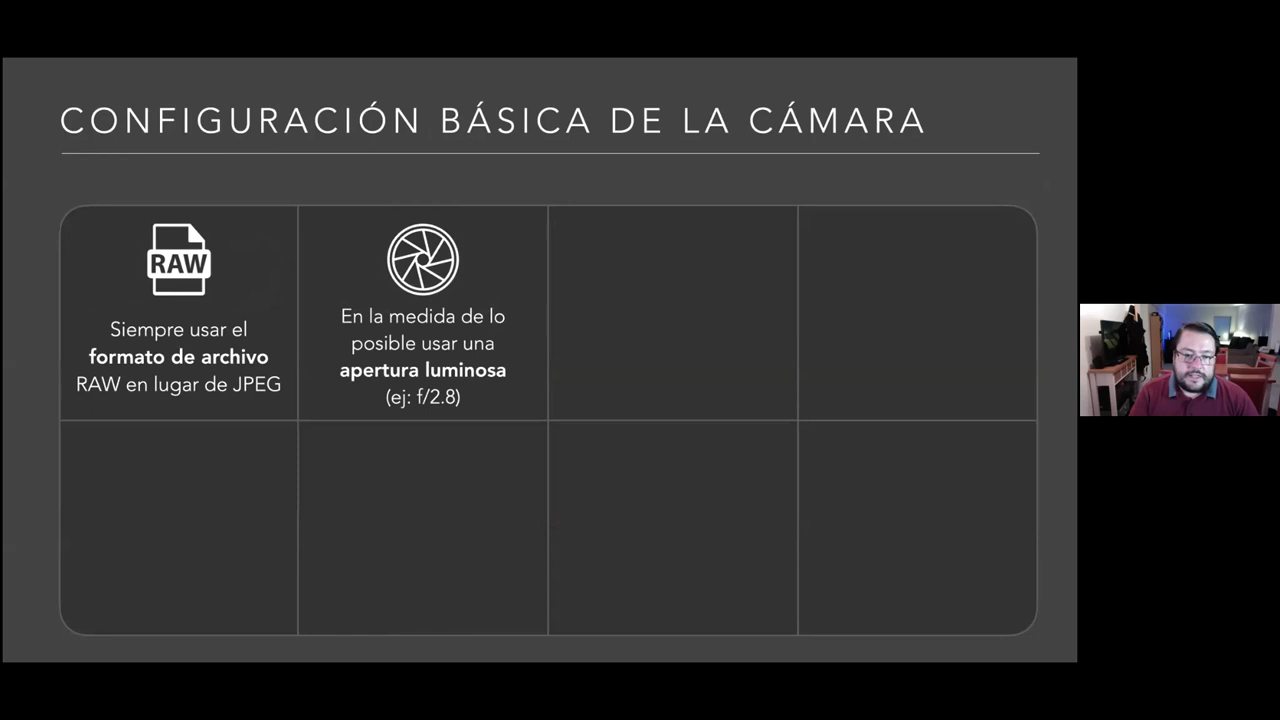 CONFIGURACIÓN BÁSICA DE LA CÁMARA
RAW
Siempre usar el
formato de archivo
RAW en lugar de JPEG
En la medida de lo
posible usar una
apertura luminosa
(ej: f/2.8)